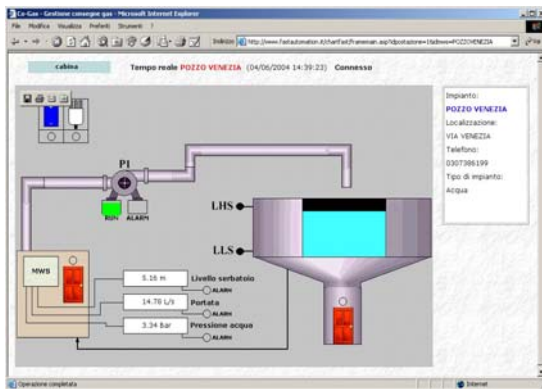 Co-Gas - Gestione consegne gas - Microsoft Internet Explorer
File Modifica Visualizza Preferiti Strumenti ?
Indirizzo
cabina
Tempo reale POZZO VENEZIA (04/06/2004 14:39:23) Connesso
Impianto:
POZZO VENEZIA
Localizzazione:
VIA VENEZIA
Telefono:
0307386199
Tipo di impianto:
Acqua
P1
RUN ALARM
LHS
LLS
MWB
5.16 m Livello serbatoio
ALARM
14.78 L/s Portata
ALARM
3.34 Bar Pressione acqua
ALARM
Operazione completata
Internet